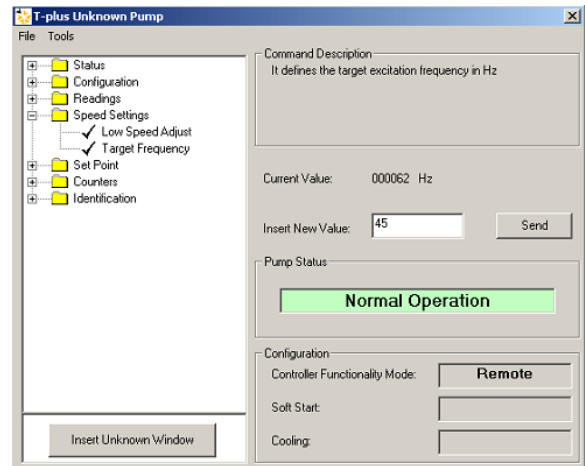 T-plus Unknown Pump
File Tools
Status
Configuration
Readings
Speed Settings
Low Speed Adjust
Target Frequency
Set Point
Counters
Identification
Insert Unknown Window
Command Description
It defines the target excitation frequency in Hz
Current Value: 000062 Hz
Insert New Value: 45 Send
Pump Status
Normal Operation
Configuration
Controller Functionality Mode: Remote
Soft Start:
Cooling: